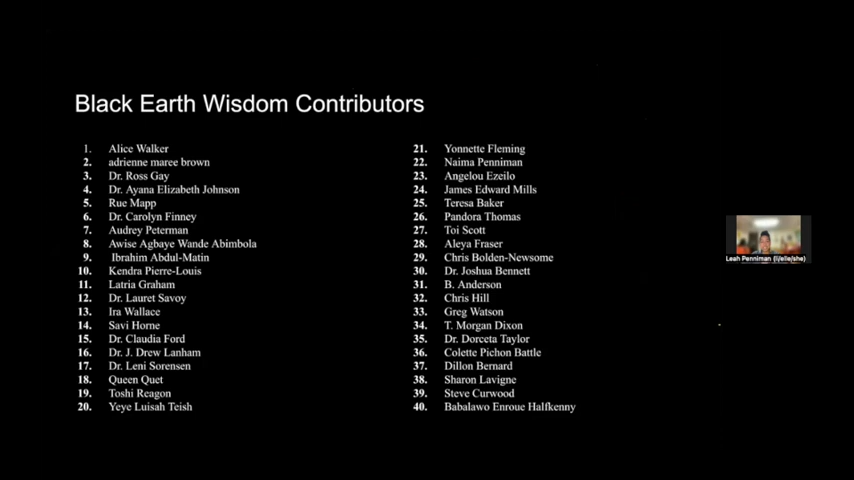 Black Earth Wisdom Contributors
1. Alice Walker
2. adrienne maree brown
3. Dr. Ross Gay
4. Dr. Ayana Elizabeth Johnson
5. Rue Mapp
6. Dr. Carolyn Finney
7. Audrey Peterman
8. Awise Agbaye Wande Abimbola
9. Ibrahim Abdul-Matin
10. Kendra Pierre-Louis
11. Latria Graham
12. Dr. Lauret Savoy
13. Ira Wallace
14. Savi Horne
15. Dr. Claudia Ford
16. Dr. J. Drew Lanham
17. Dr. Leni Sorensen
18. Queen Quet
19. Toshi Reagon
20. Yeye Luisah Teish
21. Yonnette Fleming
22. Naima Penniman
23. Angelou Ezeilo
24. James Edward Mills
25. Teresa Baker
26. Pandora Thomas
27. Toi Scott
28. Aleya Fraser
29. Chris Bolden-Newsome
30. Dr. Joshua Bennett
31. B. Anderson
32. Chris Hill
33. Greg Watson
34. T. Morgan Dixon
35. Dr. Dorceta Taylor
36. Colette Pichon Battle
37. Dillon Bernard
38. Sharon Lavigne
39. Steve Curwood
40. Babalawo Enroue Halfkenny
Leah Penniman (li/elle/she)